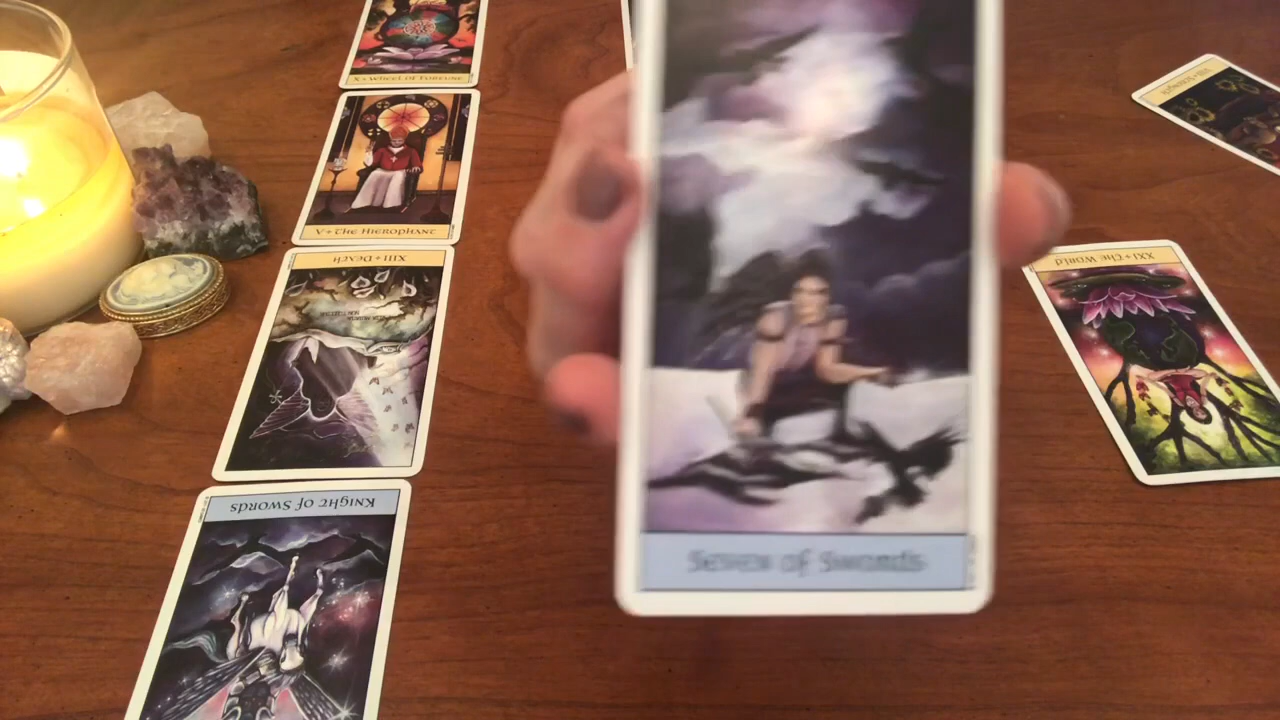 X • Wheel of Fortune
V • The Hierophant
XIII • Death
Knight of Swords
Seven of Swords
XXI • The World